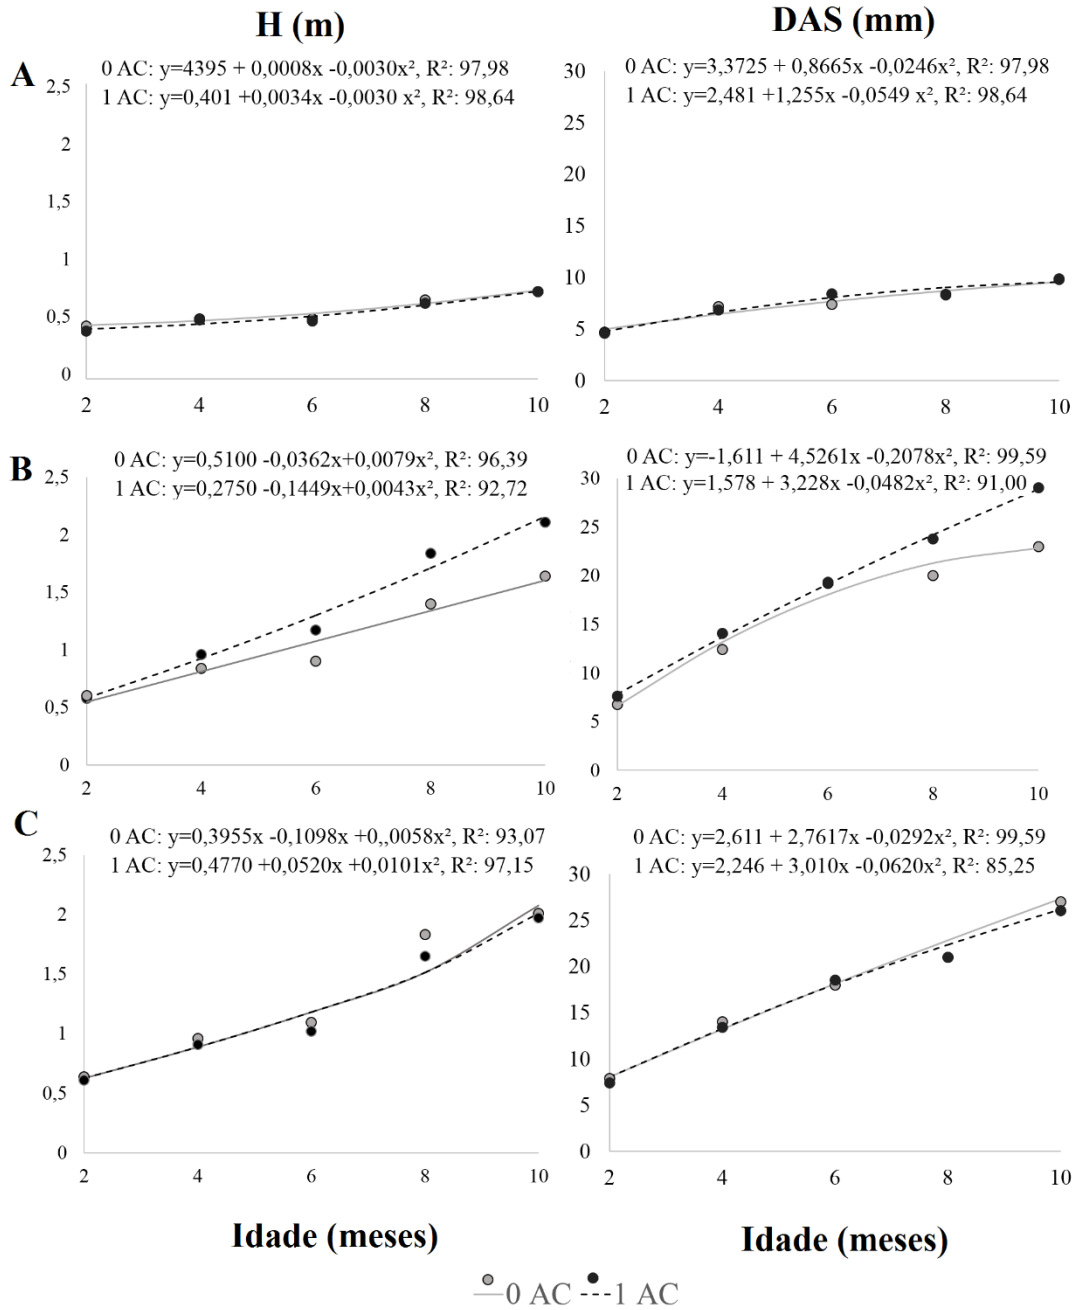 H (m)
DAS (mm)
A
0 AC: y=4395 + 0,0008x -0,0030x², R²: 97,98
1 AC: y=0,401 +0,0034x -0,0030 x², R²: 98,64
2,5
2
1,5
1
0,5
0
2 4 6 8 10
0 AC: y=3,3725 + 0,8665x -0,0246x², R²: 97,98
1 AC: y=2,481 +1,255x -0,0549 x², R²: 98,64
30
25
20
15
10
5
0
2 4 6 8 10
B
0 AC: y=0,5100 -0,0362x+0,0079x², R²: 96,39
1 AC: y=0,2750 -0,1449x+0,0043x², R²: 92,72
2,5
2
1,5
1
0,5
0
2 4 6 8 10
0 AC: y=-1,611 + 4,5261x -0,2078x², R²: 99,59
1 AC: y=1,578 + 3,228x -0,0482x², R²: 91,00
30
25
20
15
10
5
0
2 4 6 8 10
C
0 AC: y=0,3955x -0,1098x +0,,0058x², R²: 93,07
1 AC: y=0,4770 +0,0520x +0,0101x², R²: 97,15
2,5
2
1,5
1
0,5
0
2 4 6 8 10
0 AC: y=2,611 + 2,7617x -0,0292x², R²: 99,59
1 AC: y=2,246 + 3,010x -0,0620x², R²: 85,25
30
25
20
15
10
5
0
2 4 6 8 10
Idade (meses)
Idade (meses)
0 AC 1 AC